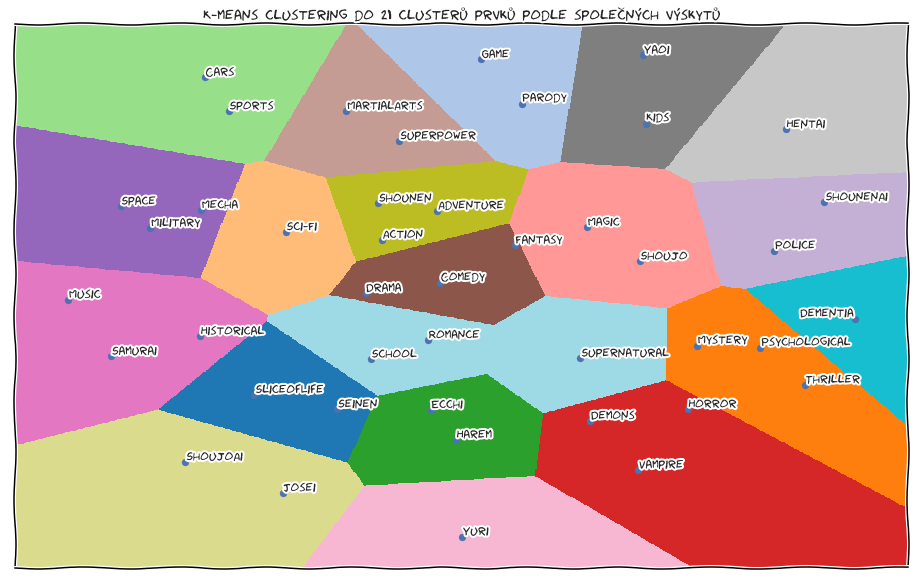 K-MEANS CLUSTERING DO 21 CLUSTERŮ PRVKŮ PODLE SPOLEČNÝCH VÝSKYTŮ
YAOI
GAME
CARS
PARODY
SPORTS
MARTIALARTS
KIDS
HENTAI
SUPERPOWER
SPACE
MECHA
SHOUNEN
ADVENTURE
SHOUNENAI
MILITARY
SCI-FI
MAGIC
ACTION
FANTASY
POLICE
SHOUJO
COMEDY
DRAMA
MUSIC
DEMENTIA
HISTORICAL
ROMANCE
MYSTERY
PSYCHOLOGICAL
SAMURAI
SCHOOL
SUPERNATURAL
THRILLER
SLICEOFLIFE
SEINEN
ECCHI
HORROR
DEMONS
HAREM
SHOUJOAI
VAMPIRE
JOSEI
YURI